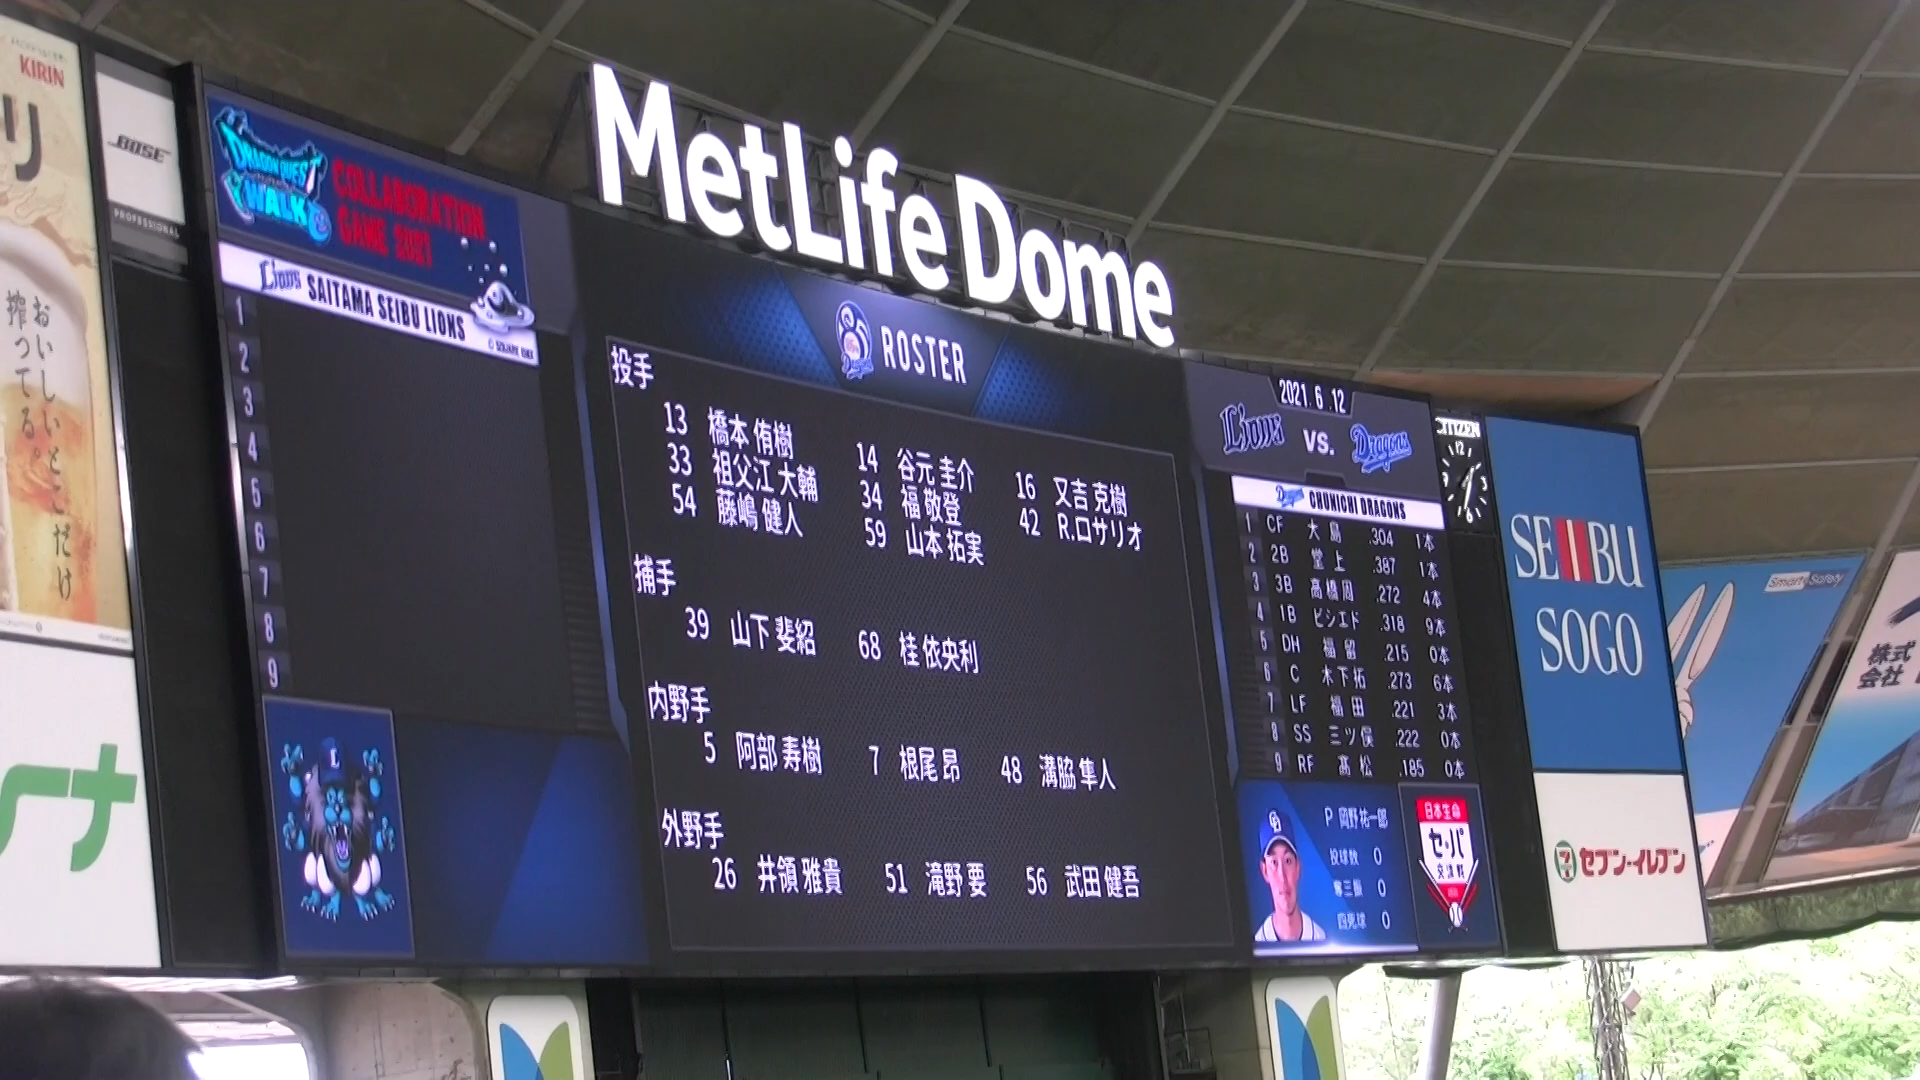 KIRIN
リ
おいしいとこだけ
搾ってる。
BOSE
PROFESSIONAL
DRAGON QUEST
WALK
COLLABORATION
GAME 2021
Lions SAITAMA SEIBU LIONS
© SQUARE ENIX
1
2
3
4
5
6
7
8
9
MetLife Dome
ROSTER
投手
13 橋本 侑樹 14 谷元 圭介 16 又吉 克樹
33 祖父江 大輔 34 福 敬登 42 R.ロサリオ
54 藤嶋 健人 59 山本 拓実
捕手
39 山下 斐紹 68 桂 依央利
内野手
5 阿部 寿樹 7 根尾 昂 48 溝脇 隼人
外野手
26 井領 雅貴 51 滝野 要 56 武田 健吾
2021. 6 .12
Lions VS. Dragons
Dragons CHUNICHI DRAGONS
1 CF 大島 .304 1本
2 2B 堂上 .387 1本
3 3B 高橋周 .272 4本
4 1B ビシエド .318 9本
5 DH 福留 .215 0本
6 C 木下拓 .273 6本
7 LF 福田 .221 3本
8 SS 三ツ俣 .222 0本
9 RF 高松 .185 0本
P 岡野祐一郎
投球数 0
奪三振 0
四死球 0
日本生命
セ・パ
交流戦
CITIZEN
SEIBU
SOGO
セブン-イレブン
Smart Safety
株式
会社
ナ